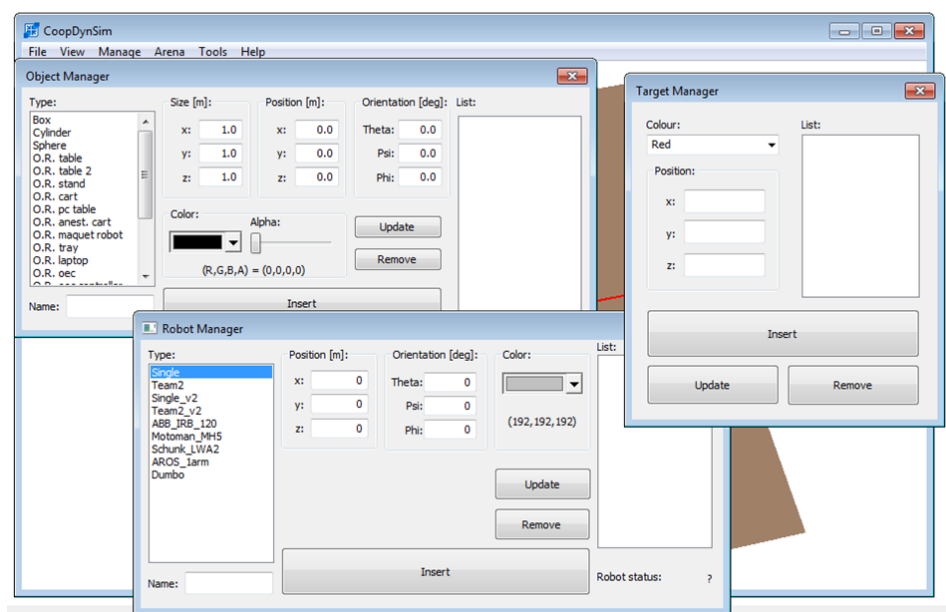 CoopDynSim
File View Manage Arena Tools Help
Object Manager
Type:
Box
Cylinder
Sphere
O.R. table
O.R. table 2
O.R. stand
O.R. cart
O.R. pc table
O.R. anest. cart
O.R. maquet robot
O.R. tray
O.R. laptop
O.R. oec
Name:
Size [m]:
x: 1.0
y: 1.0
z: 1.0
Position [m]:
x: 0.0
y: 0.0
z: 0.0
Orientation [deg]:
Theta: 0.0
Psi: 0.0
Phi: 0.0
List:
Color:
Alpha:
(R,G,B,A) = (0,0,0,0)
Update
Remove
Insert
Target Manager
Colour:
Red
Position:
x:
y:
z:
List:
Insert
Update Remove
Robot Manager
Type:
Single
Team2
Single_v2
Team2_v2
ABB_IRB_120
Motoman_MH5
Schunk_LWA2
AROS_1arm
Dumbo
Name:
Position [m]:
x: 0
y: 0
z: 0
Orientation [deg]:
Theta: 0
Psi: 0
Phi: 0
Color:
(192,192,192)
Update
Remove
Insert
List:
Robot status: ?